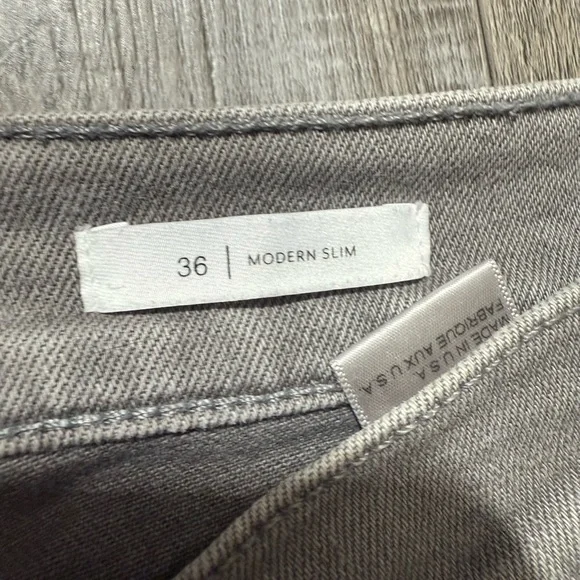 36 | MODERN SLIM
MADE IN U.S.A.
FABRIQUE AUX U.S.A.